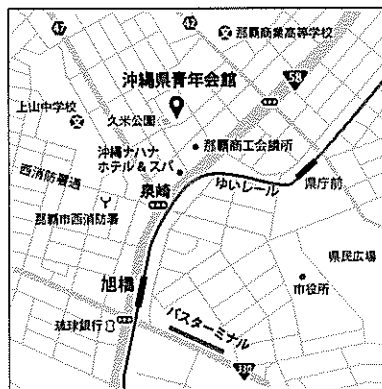 47
42
那覇商業高等学校
58
沖縄県青年会館
上山中学校
久米公園
那覇商工会議所
沖縄ナハナ
ホテル&スパ
西消防署通
泉崎
ゆいレール
県庁前
那覇市西消防署
県民広場
旭橋
市役所
バスターミナル
琉球銀行
330